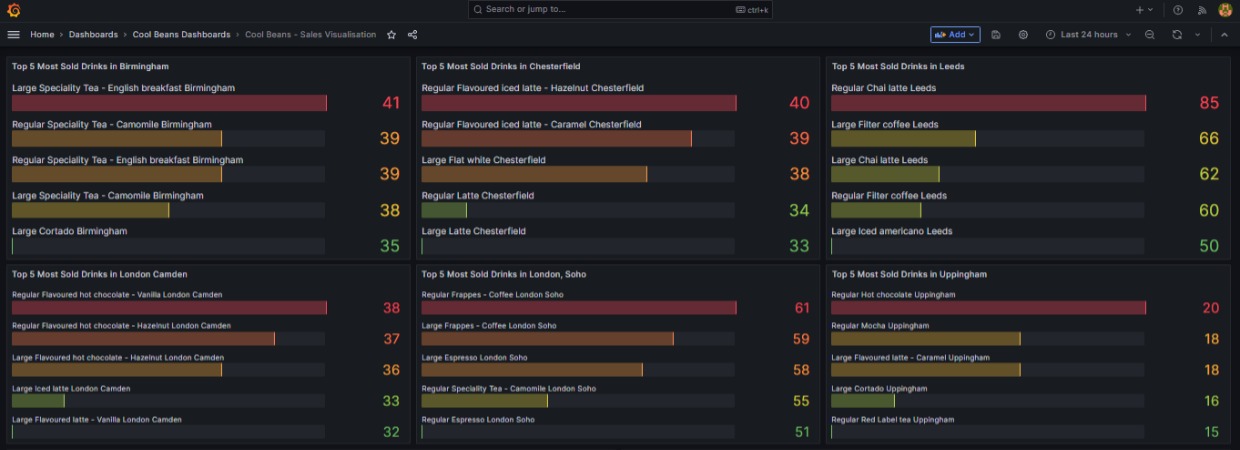 Search or jump to...
ctrl+k
Home › Dashboards › Cool Beans Dashboards › Cool Beans - Sales Visualisation
Add
Last 24 hours
Top 5 Most Sold Drinks in Birmingham
Large Speciality Tea - English breakfast Birmingham
41
Regular Speciality Tea - Camomile Birmingham
39
Regular Speciality Tea - English breakfast Birmingham
39
Large Speciality Tea - Camomile Birmingham
38
Large Cortado Birmingham
35
Top 5 Most Sold Drinks in Chesterfield
Regular Flavoured iced latte - Hazelnut Chesterfield
40
Regular Flavoured iced latte - Caramel Chesterfield
39
Large Flat white Chesterfield
38
Regular Latte Chesterfield
34
Large Latte Chesterfield
33
Top 5 Most Sold Drinks in Leeds
Regular Chai latte Leeds
85
Large Filter coffee Leeds
66
Large Chai latte Leeds
62
Regular Filter coffee Leeds
60
Large Iced americano Leeds
50
Top 5 Most Sold Drinks in London Camden
Regular Flavoured hot chocolate - Vanilla London Camden
38
Regular Flavoured hot chocolate - Hazelnut London Camden
37
Large Flavoured hot chocolate - Hazelnut London Camden
36
Large Iced latte London Camden
33
Large Flavoured latte - Vanilla London Camden
32
Top 5 Most Sold Drinks in London, Soho
Regular Frappes - Coffee London Soho
61
Large Frappes - Coffee London Soho
59
Large Espresso London Soho
58
Regular Speciality Tea - Camomile London Soho
55
Regular Espresso London Soho
51
Top 5 Most Sold Drinks in Uppingham
Regular Hot chocolate Uppingham
20
Regular Mocha Uppingham
18
Large Flavoured latte - Caramel Uppingham
18
Large Cortado Uppingham
16
Regular Red Label tea Uppingham
15